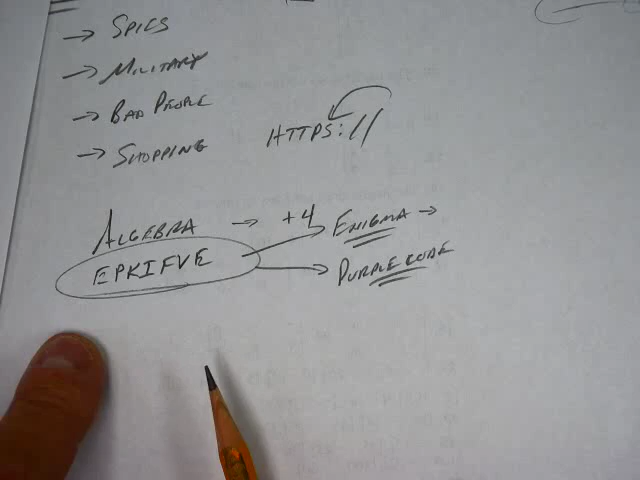 → SPIES
→ MILITARY
→ BAD PEOPLE
→ SHOPPING
HTTPS://
ALGEBRA → +4
EPKIFVE
ENIGMA →
PURPLE CODE